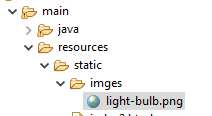 main
java
resources
static
imges
light-bulb.png